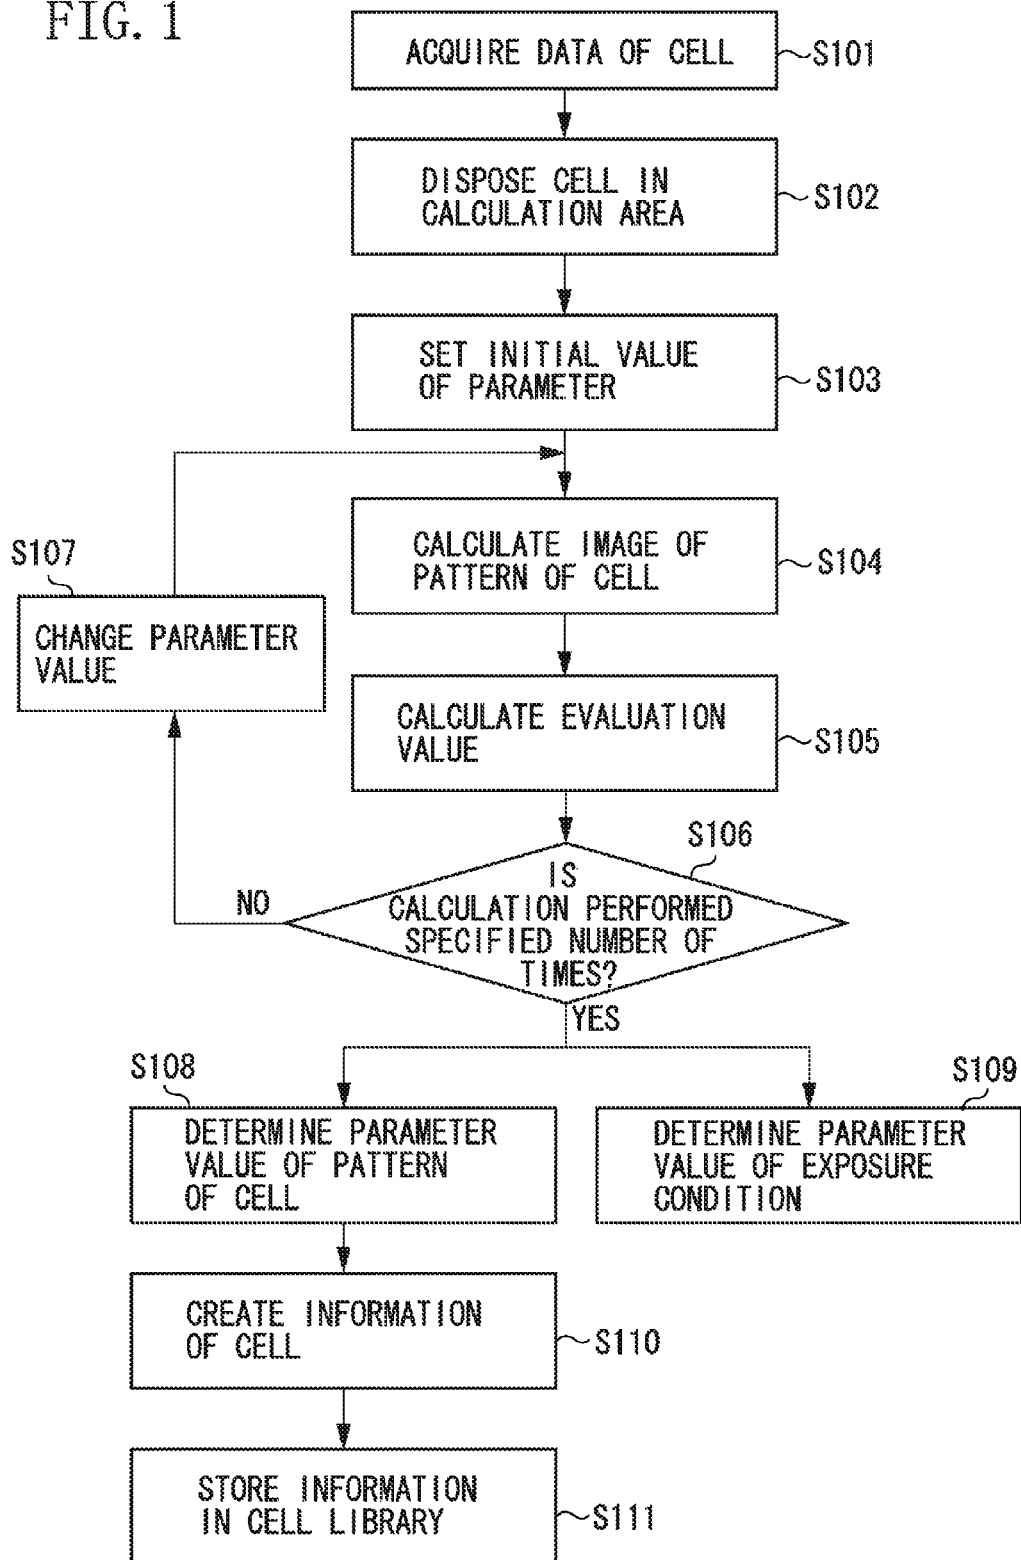 FIG. 1
ACQUIRE DATA OF CELL
S101
DISPOSE CELL IN
CALCULATION AREA
S102
SET INITIAL VALUE
OF PARAMETER
S103
CALCULATE IMAGE OF
PATTERN OF CELL
S104
S107
CHANGE PARAMETER
VALUE
CALCULATE EVALUATION
VALUE
S105
S106
IS
CALCULATION PERFORMED
SPECIFIED NUMBER OF
TIMES?
NO
YES
S108
DETERMINE PARAMETER
VALUE OF PATTERN
OF CELL
S109
DETERMINE PARAMETER
VALUE OF EXPOSURE
CONDITION
CREATE INFORMATION
OF CELL
S110
STORE INFORMATION
IN CELL LIBRARY
S111